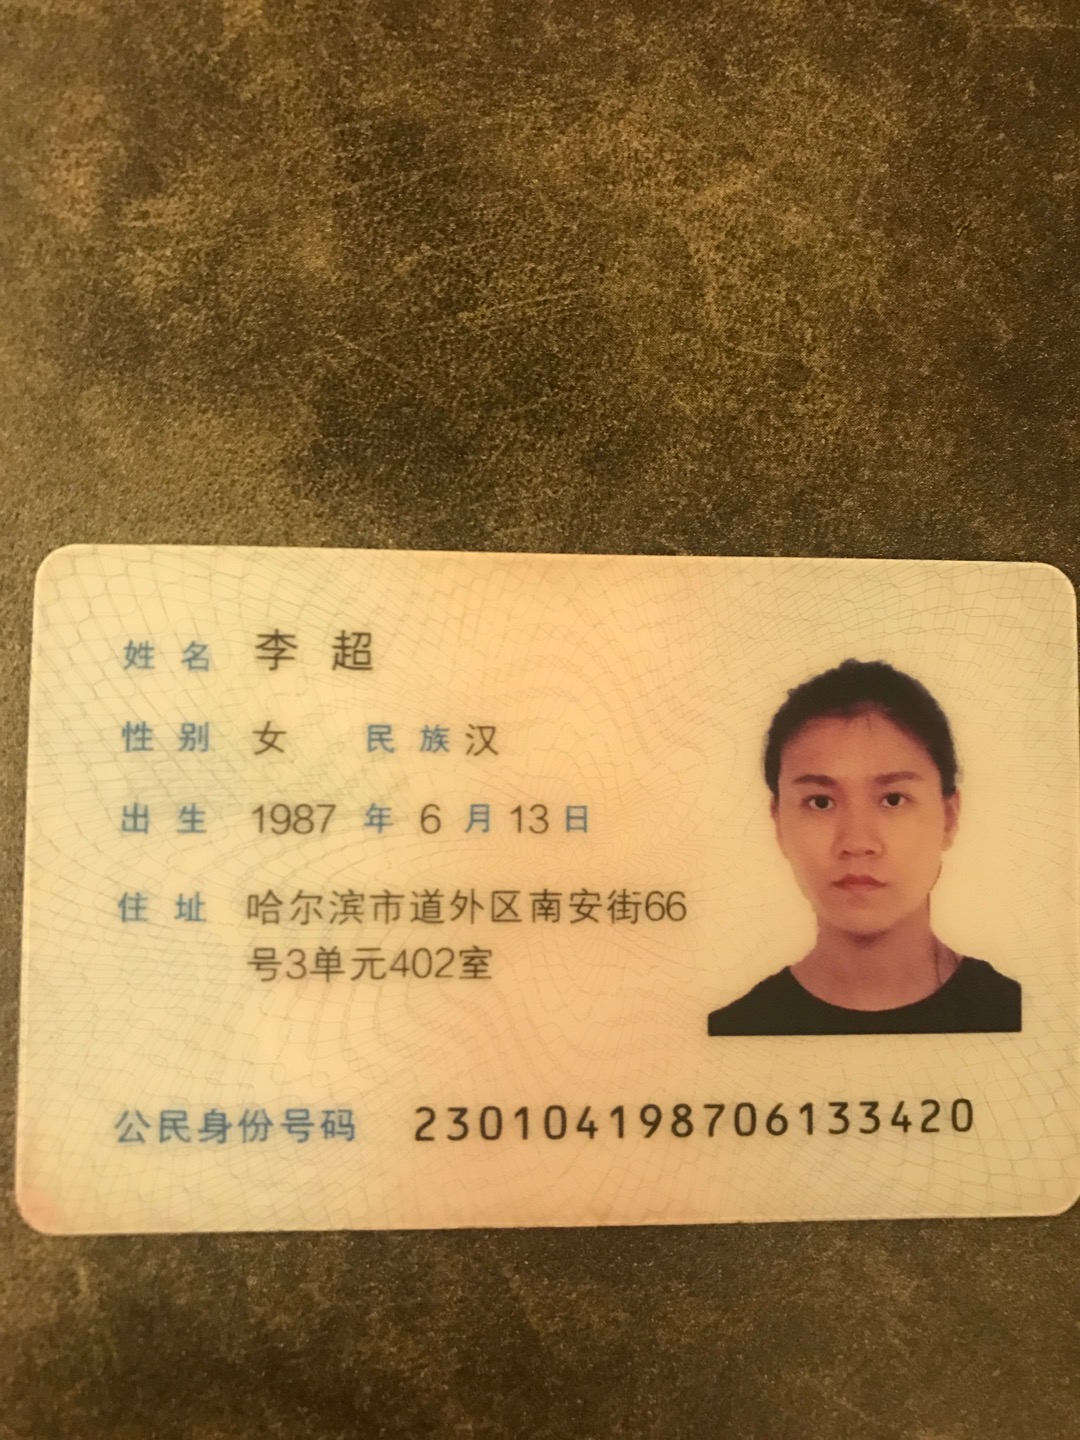 姓名 李超
性别 女 民族 汉
出生 1987 年 6 月 13 日
住址 哈尔滨市道外区南安街66
号3单元402室
公民身份号码 230104198706133420